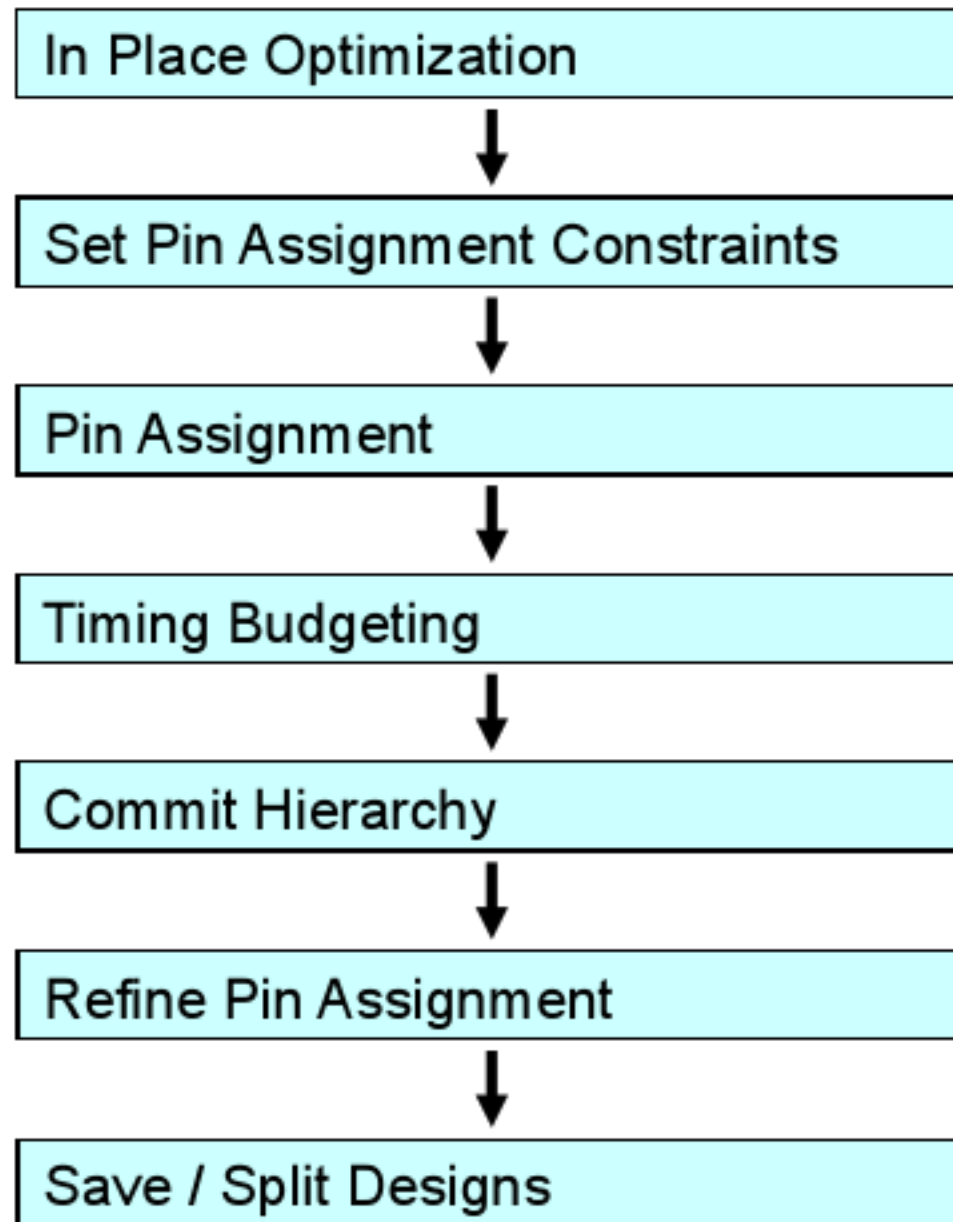 In Place Optimization
Set Pin Assignment Constraints
Pin Assignment
Timing Budgeting
Commit Hierarchy
Refine Pin Assignment
Save / Split Designs